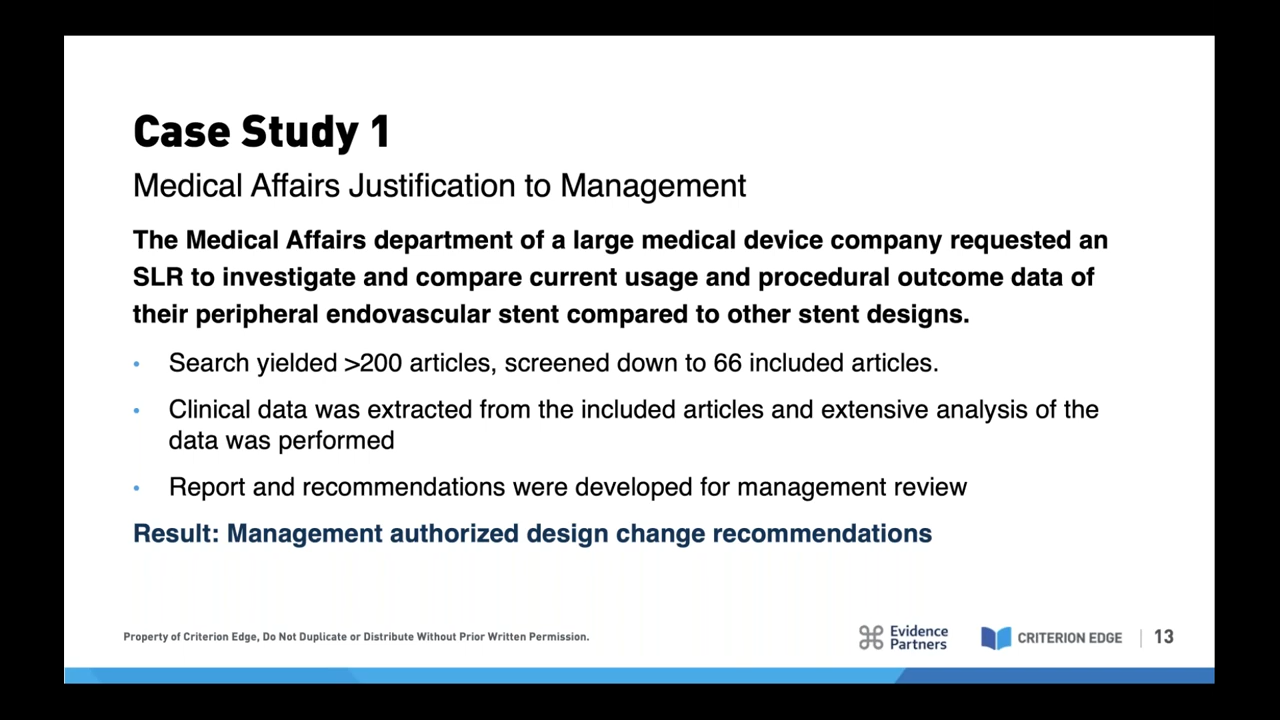 Case Study 1
Medical Affairs Justification to Management
The Medical Affairs department of a large medical device company requested an
SLR to investigate and compare current usage and procedural outcome data of
their peripheral endovascular stent compared to other stent designs.
• Search yielded >200 articles, screened down to 66 included articles.
• Clinical data was extracted from the included articles and extensive analysis of the
data was performed
• Report and recommendations were developed for management review
Result: Management authorized design change recommendations
Property of Criterion Edge, Do Not Duplicate or Distribute Without Prior Written Permission.
Evidence
Partners
CRITERION EDGE | 13